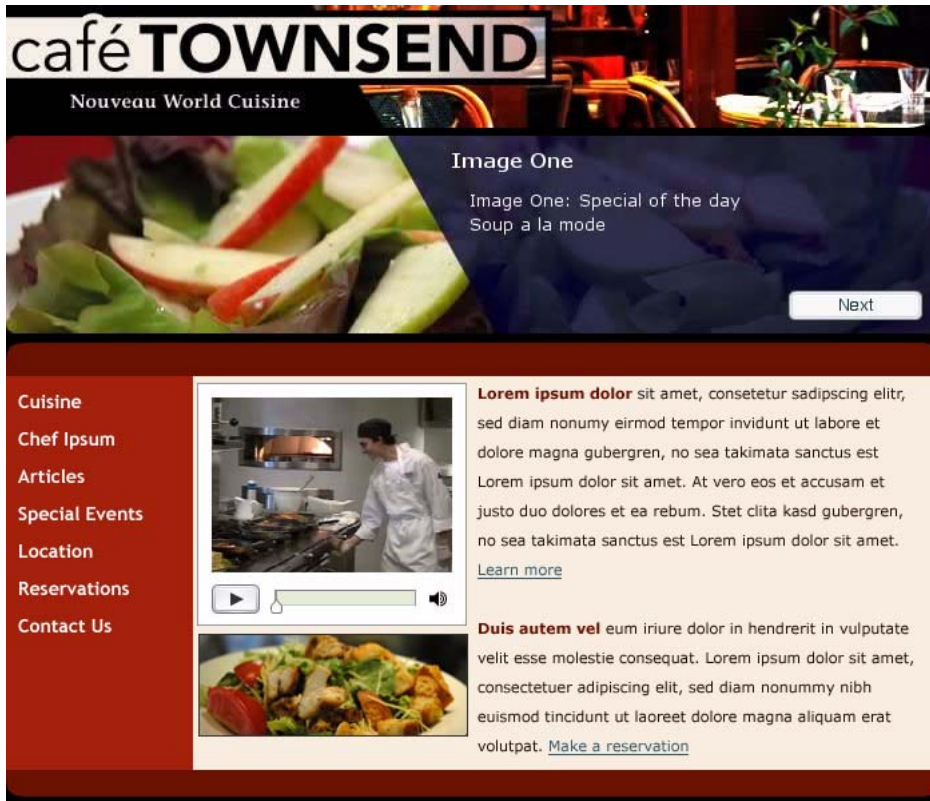 café TOWNSEND
Nouveau World Cuisine
Image One
Image One: Special of the day
Soup a la mode
Next
Cuisine
Chef Ipsum
Articles
Special Events
Location
Reservations
Contact Us
Lorem ipsum dolor sit amet, consetetur sadipscing elitr,
sed diam nonumy eirmod tempor invidunt ut labore et
dolore magna gubergren, no sea takimata sanctus est
Lorem ipsum dolor sit amet. At vero eos et accusam et
justo duo dolores et ea rebum. Stet clita kasd gubergren,
no sea takimata sanctus est Lorem ipsum dolor sit amet.
Learn more
Duis autem vel eum iriure dolor in hendrerit in vulputate
velit esse molestie consequat. Lorem ipsum dolor sit amet,
consectetuer adipiscing elit, sed diam nonummy nibh
euismod tincidunt ut laoreet dolore magna aliquam erat
volutpat. Make a reservation